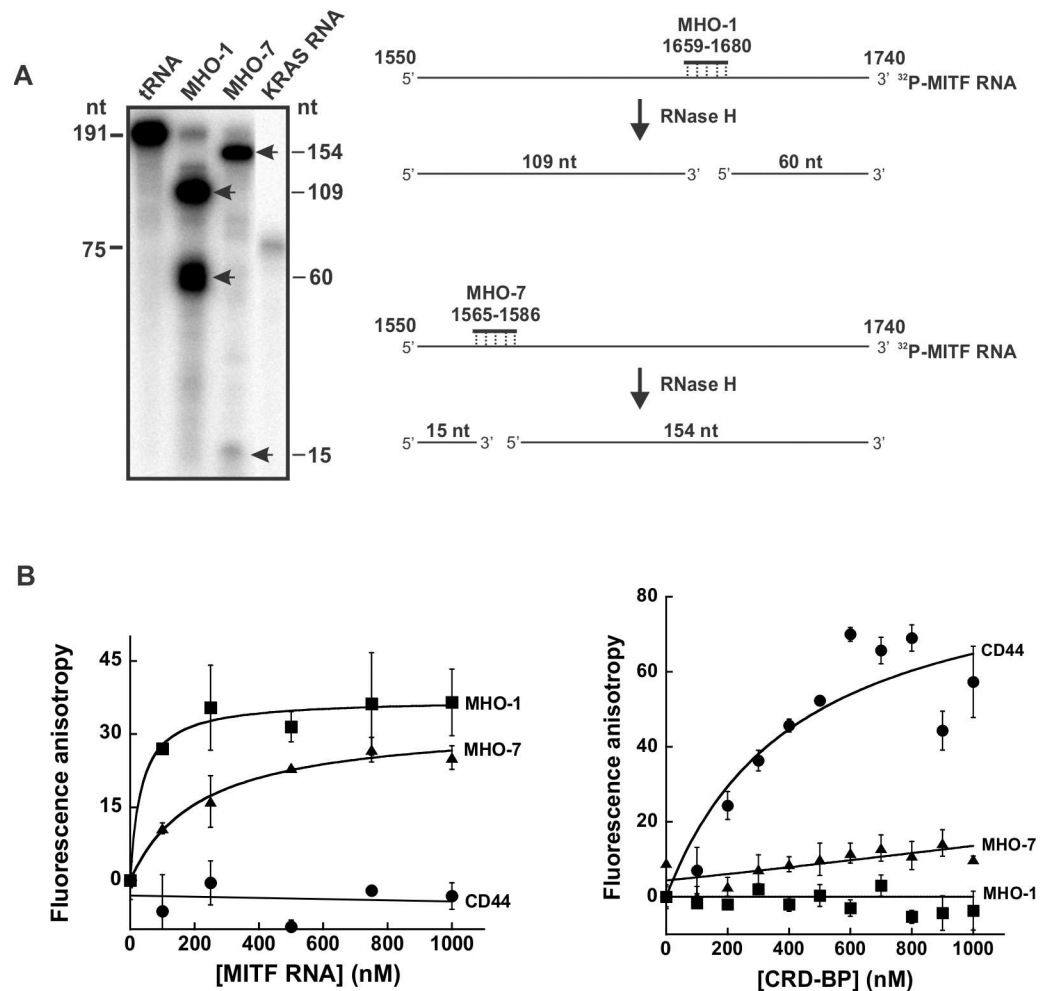 A
nt
tRNA
MHO-1
MHO-7
KRAS RNA
nt
191
75
154
109
60
15
MHO-1
1659-1680
1550
1740
5’
3’
³²P-MITF RNA
RNase H
109 nt
60 nt
5’
3’
5’
3’
MHO-7
1565-1586
1550
1740
5’
3’
³²P-MITF RNA
RNase H
15 nt
154 nt
5’
3’
5’
3’
B
Fluorescence anisotropy
45
30
15
0
MHO-1
MHO-7
CD44
0
200
400
600
800
1000
[MITF RNA] (nM)
Fluorescence anisotropy
80
60
40
20
0
CD44
MHO-7
MHO-1
0
200
400
600
800
1000
[CRD-BP] (nM)